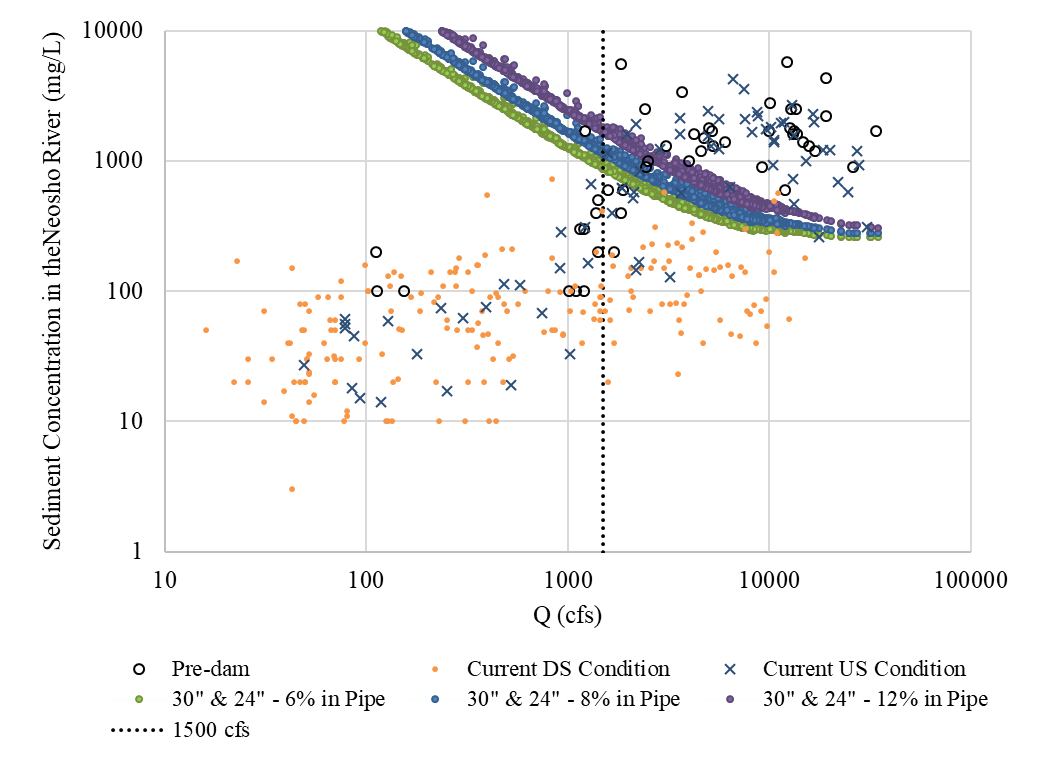 Sediment Concentration in theNeosho River (mg/L)
10000
1000
100
10
1
10 100 1000 10000 100000
Q (cfs)
Pre-dam Current DS Condition Current US Condition
30" & 24" - 6% in Pipe 30" & 24" - 8% in Pipe 30" & 24" - 12% in Pipe
1500 cfs